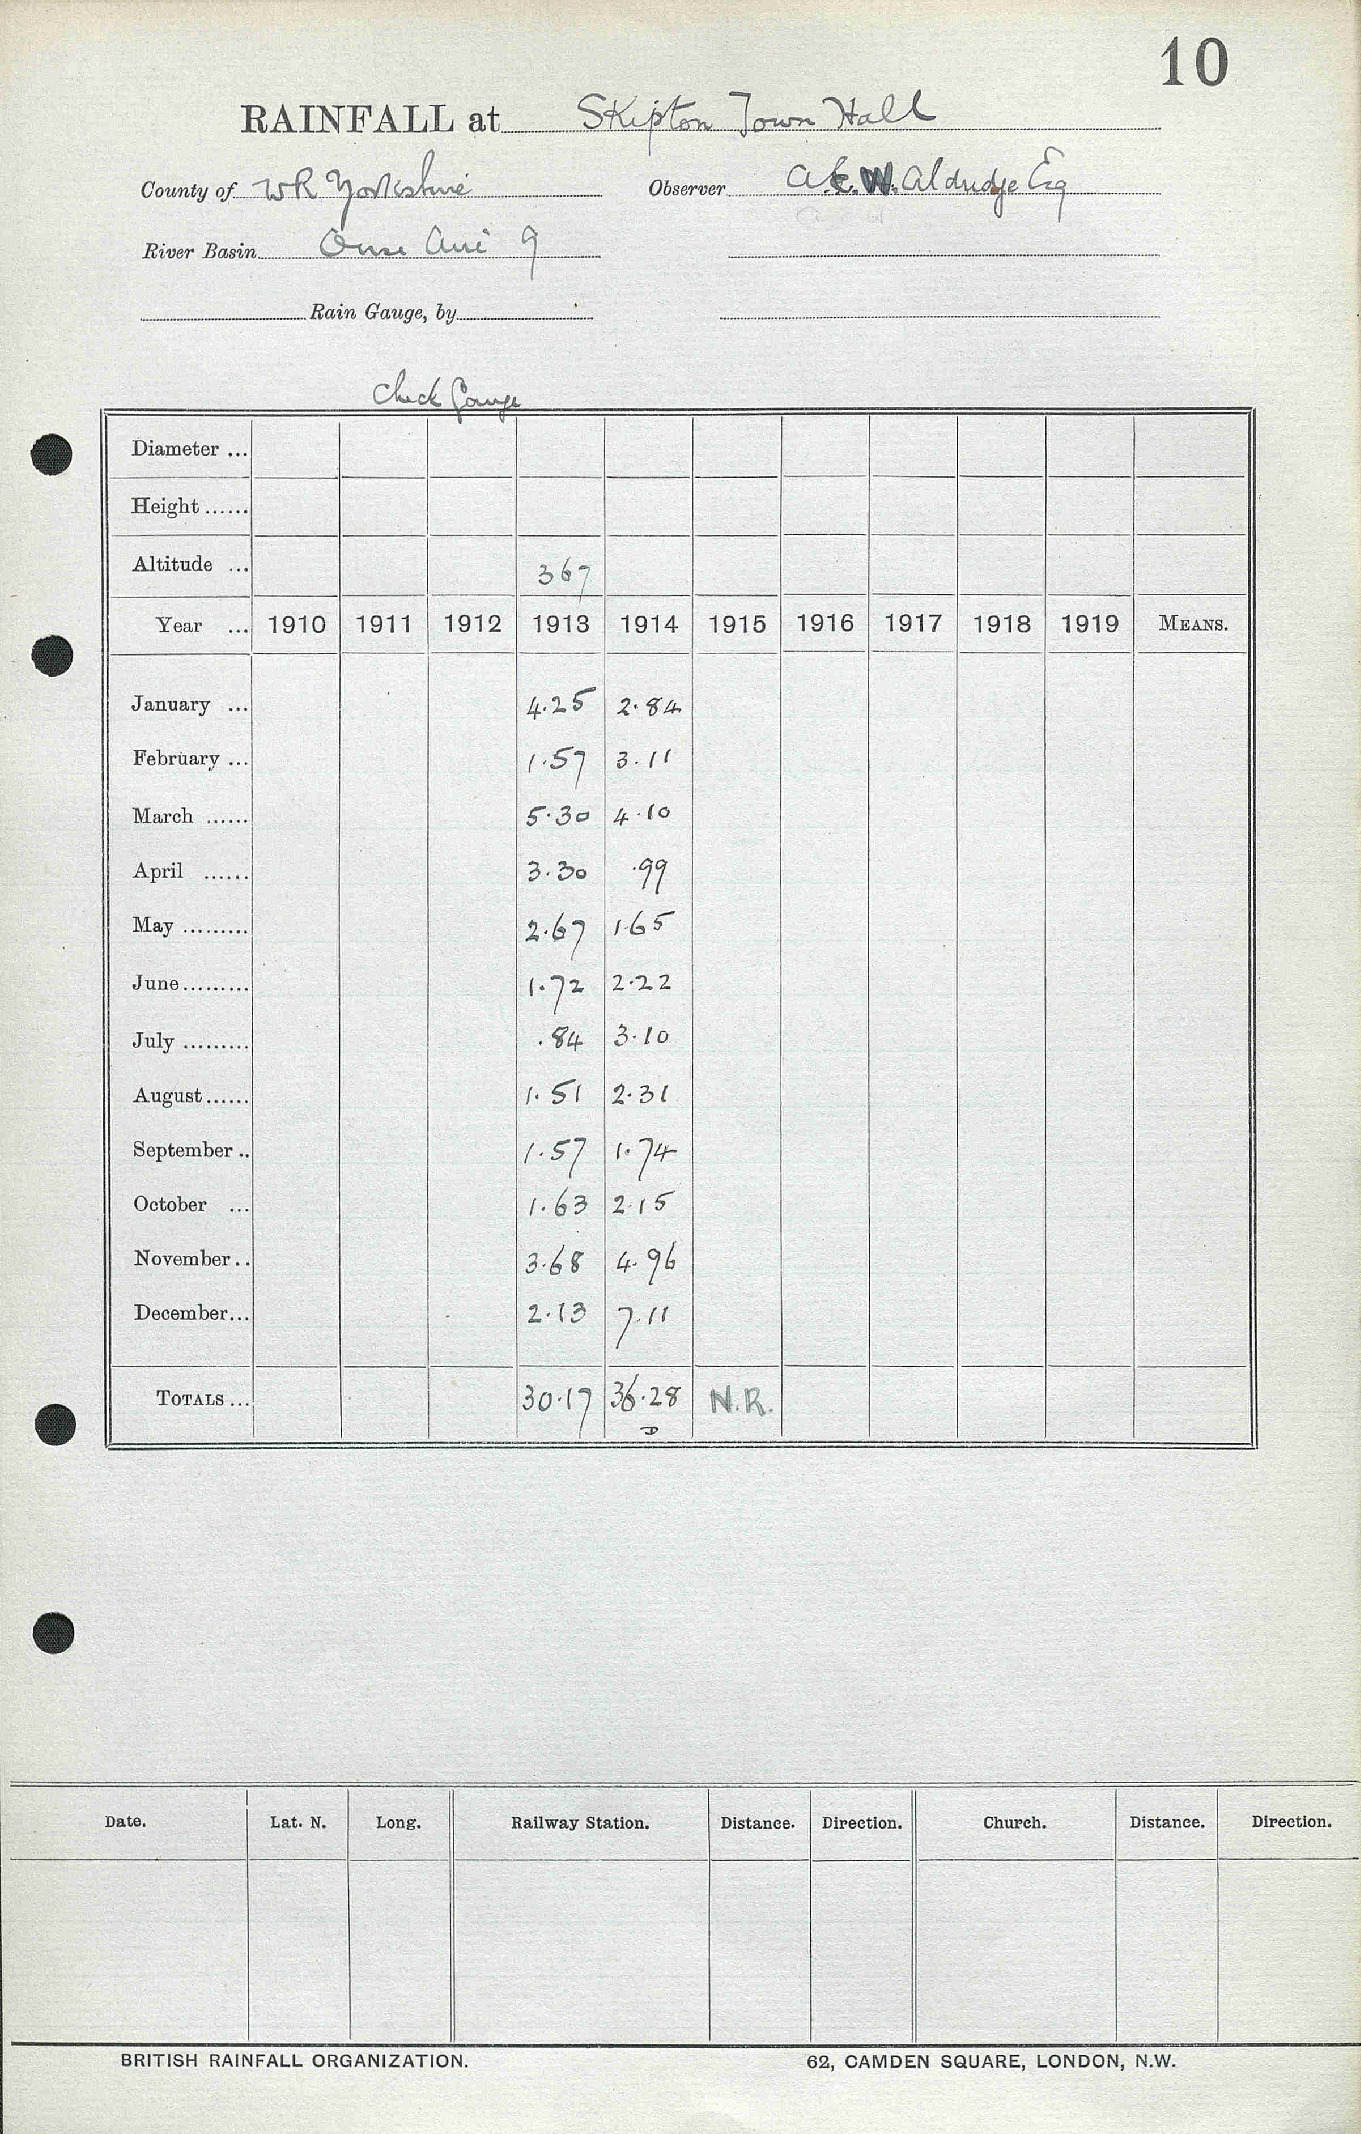 10
RAINFALL at Skipton Town Hall
County of WR Yorkshire Observer A. E. W. Aldridge Esq
River Basin Ouse Aire 9
Rain Gauge, by
Check Gauge
Diameter ...
Height ......
Altitude ... 367
Year ... 1910 1911 1912 1913 1914 1915 1916 1917 1918 1919 MEANS.
January ... 4.25 2.84
February ... 1.57 3.11
March ...... 5.30 4.10
April ...... 3.30 .99
May ......... 2.67 1.65
June ......... 1.72 2.22
July ......... .84 3.10
August ...... 1.51 2.31
September .. 1.57 1.74
October ... 1.63 2.15
November .. 3.68 4.96
December ... 2.13 7.11
TOTALS ... 30.17 36.28 N.R.
Date. Lat. N. Long. Railway Station. Distance. Direction. Church. Distance. Direction.
BRITISH RAINFALL ORGANIZATION. 62, CAMDEN SQUARE, LONDON, N.W.